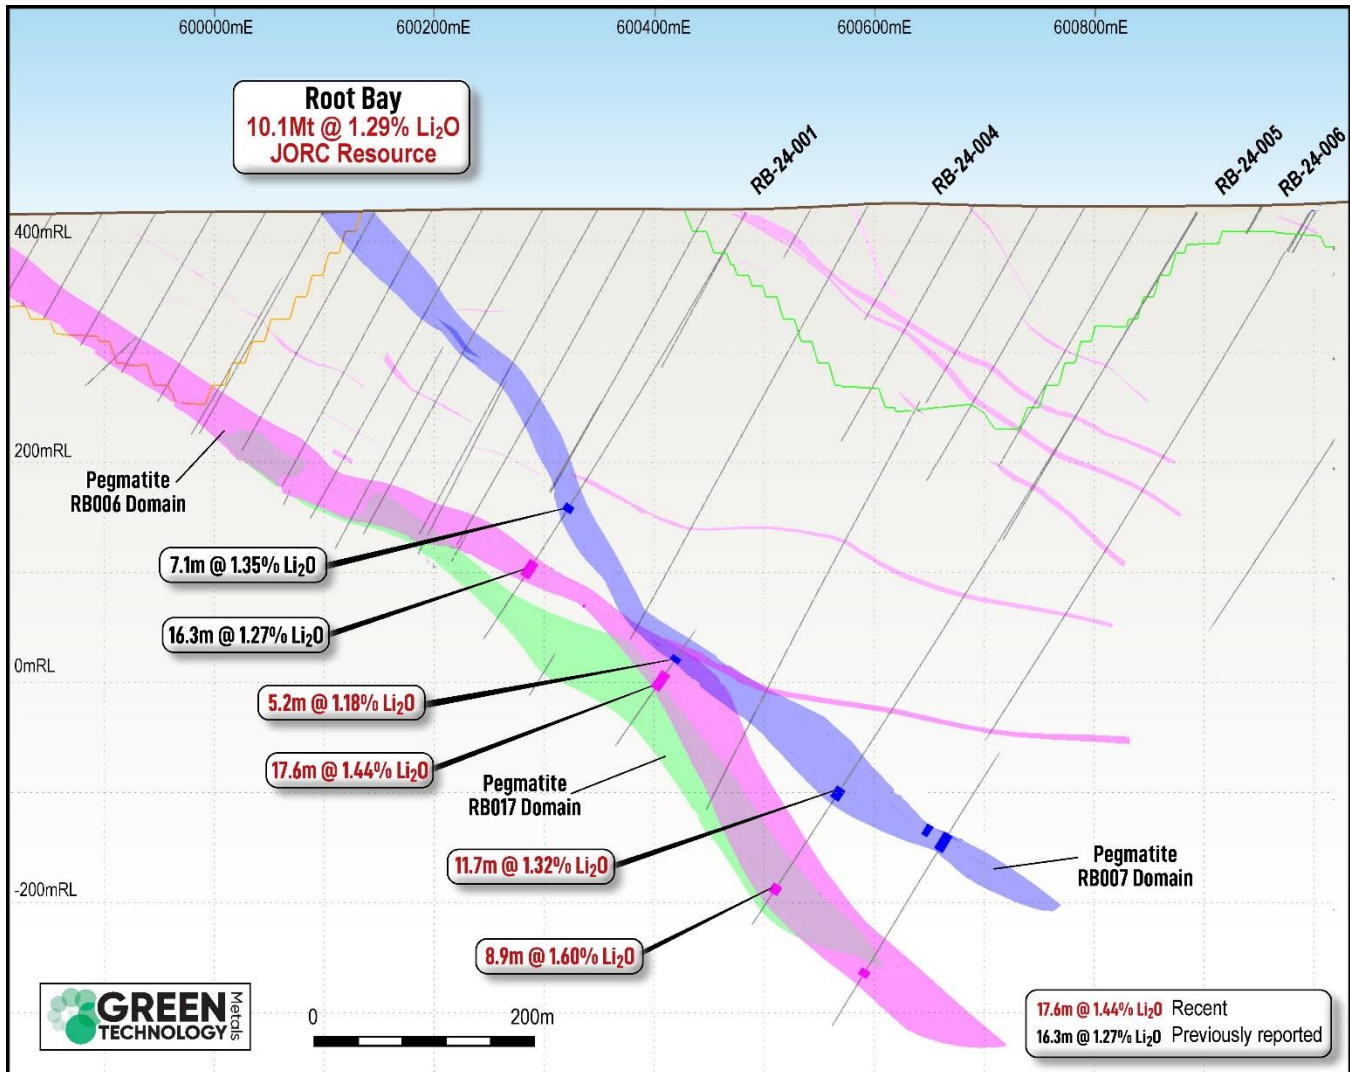 600000mE
600200mE
600400mE
600600mE
600800mE
Root Bay
10.1Mt @ 1.29% Li₂O
JORC Resource
RB-24-001
RB-24-004
RB-24-005
RB-24-006
400mRL
200mRL
Pegmatite
RB006 Domain
7.1m @ 1.35% Li₂O
16.3m @ 1.27% Li₂O
0mRL
5.2m @ 1.18% Li₂O
17.6m @ 1.44% Li₂O
Pegmatite
RB017 Domain
11.7m @ 1.32% Li₂O
Pegmatite
RB007 Domain
-200mRL
8.9m @ 1.60% Li₂O
GREEN
TECHNOLOGY
Metals
0 200m
17.6m @ 1.44% Li₂O Recent
16.3m @ 1.27% Li₂O Previously reported